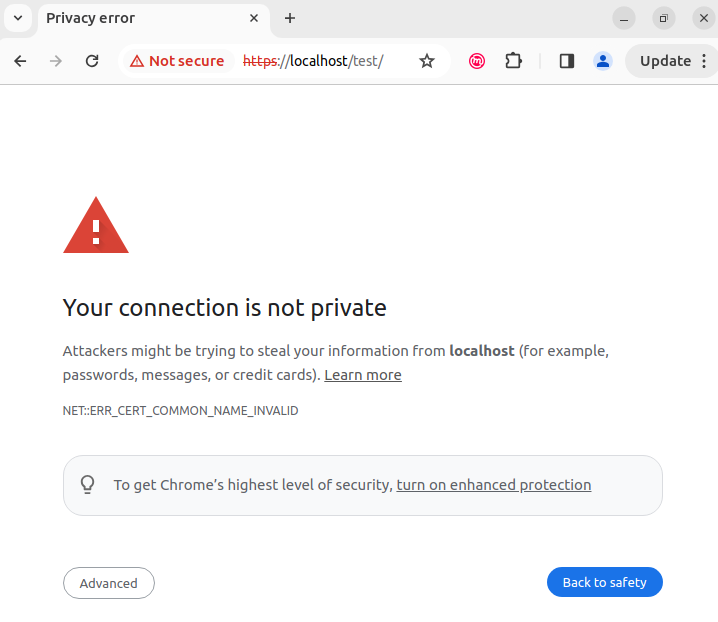 Privacy error
Not secure https://localhost/test/ Update
Your connection is not private
Attackers might be trying to steal your information from localhost (for example,
passwords, messages, or credit cards). Learn more
NET::ERR_CERT_COMMON_NAME_INVALID
To get Chrome’s highest level of security, turn on enhanced protection
Advanced Back to safety